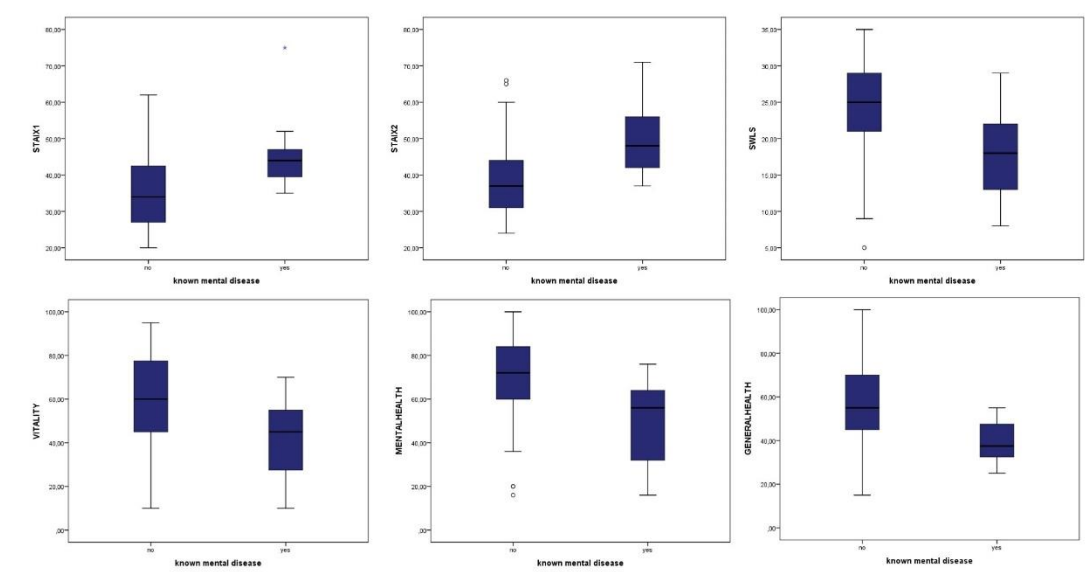 80,00
70,00
60,00
50,00
40,00
30,00
20,00
STAIX1
no
yes
known mental disease
80,00
70,00
60,00
50,00
40,00
30,00
20,00
STAIX2
no
yes
known mental disease
35,00
30,00
25,00
20,00
15,00
10,00
5,00
SWLS
no
yes
known mental disease
100,00
80,00
60,00
40,00
20,00
,00
VITALITY
no
yes
known mental disease
100,00
80,00
60,00
40,00
20,00
,00
MENTALHEALTH
no
yes
known mental disease
100,00
80,00
60,00
40,00
20,00
,00
GENERALHEALTH
no
yes
known mental disease